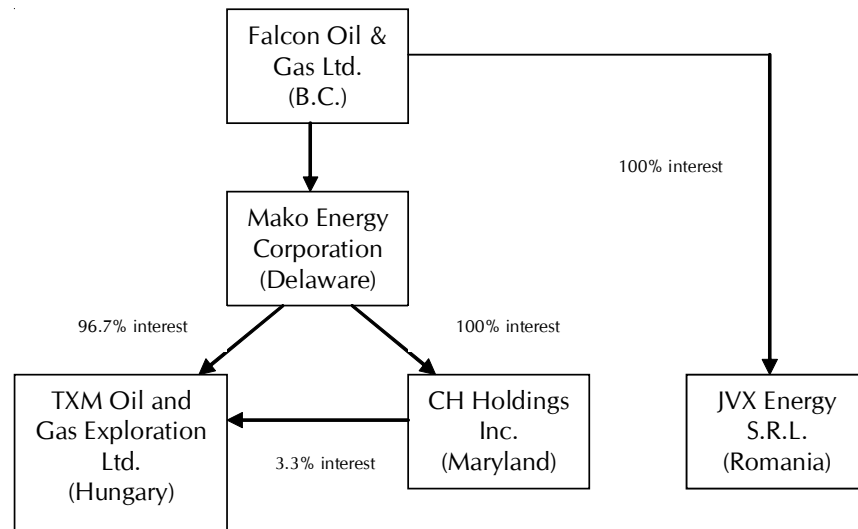 Falcon Oil &
Gas Ltd.
(B.C.)
100% interest
Mako Energy
Corporation
(Delaware)
96.7% interest
100% interest
TXM Oil and
Gas Exploration
Ltd.
(Hungary)
3.3% interest
CH Holdings
Inc.
(Maryland)
JVX Energy
S.R.L.
(Romania)